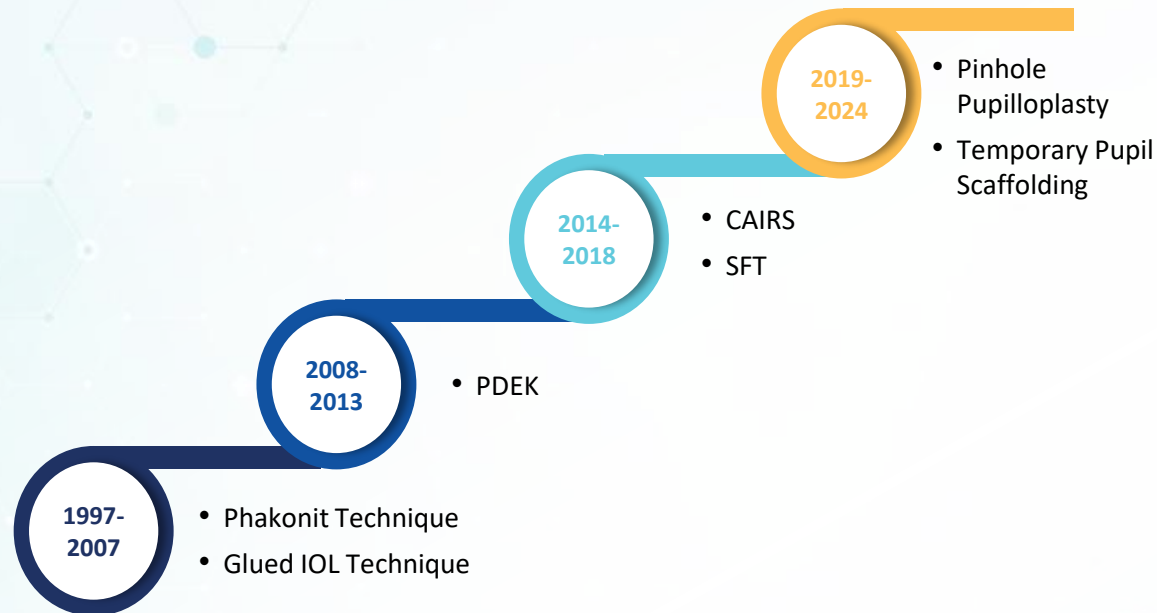 2019-
2024
• Pinhole
Pupilloplasty
• Temporary Pupil
Scaffolding
2014-
2018
• CAIRS
• SFT
2008-
2013
• PDEK
1997-
2007
• Phakonit Technique
• Glued IOL Technique